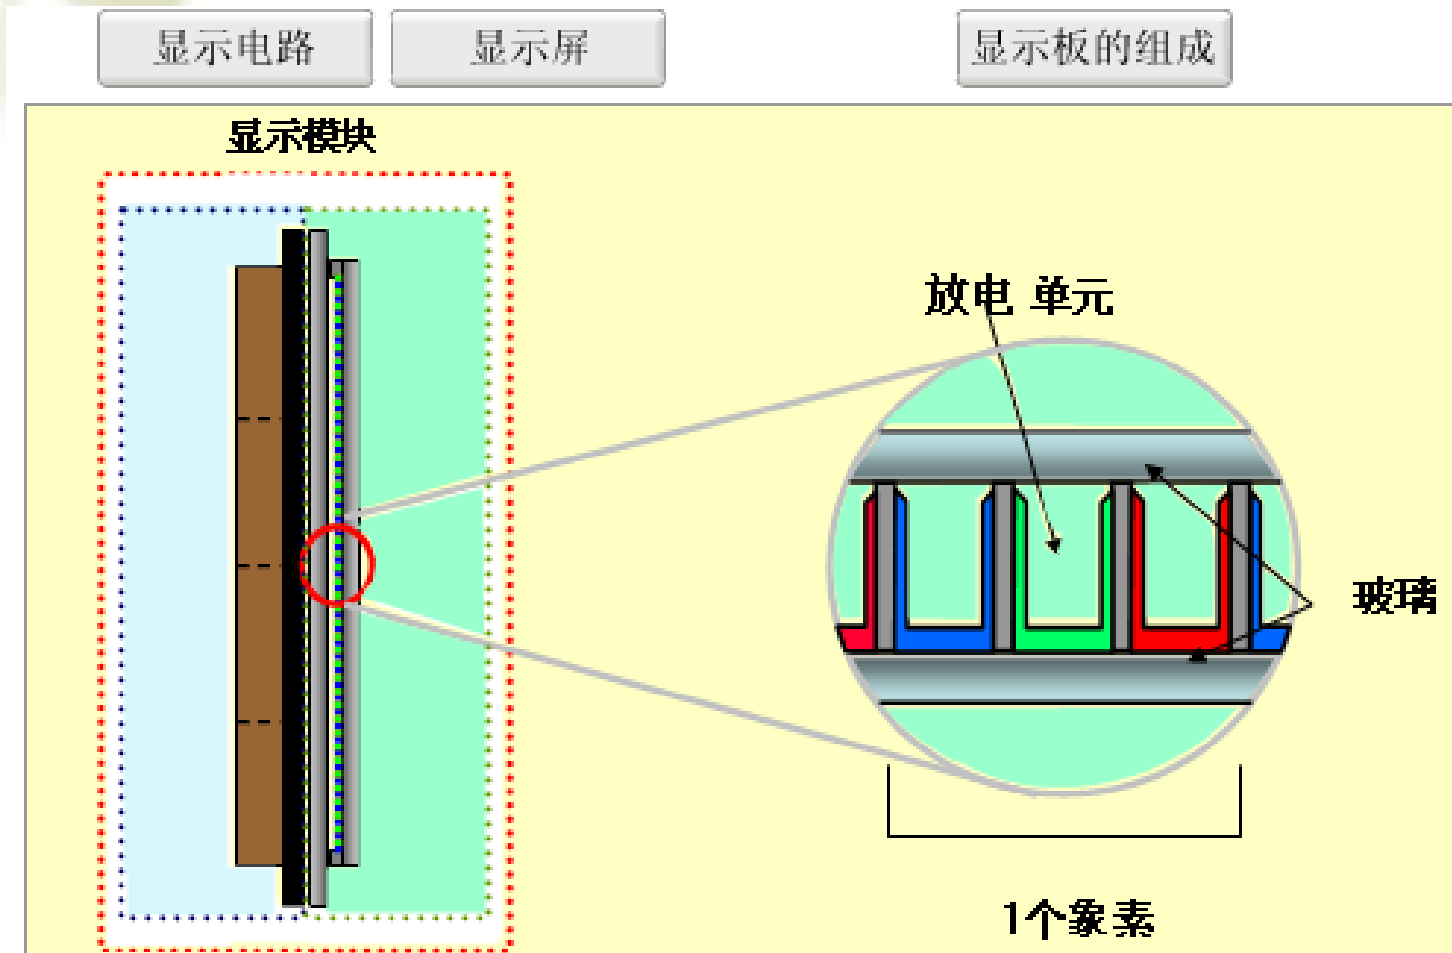 显示电路
显示屏
显示板的组成
显示模块
放电 单元
玻璃
1个象素